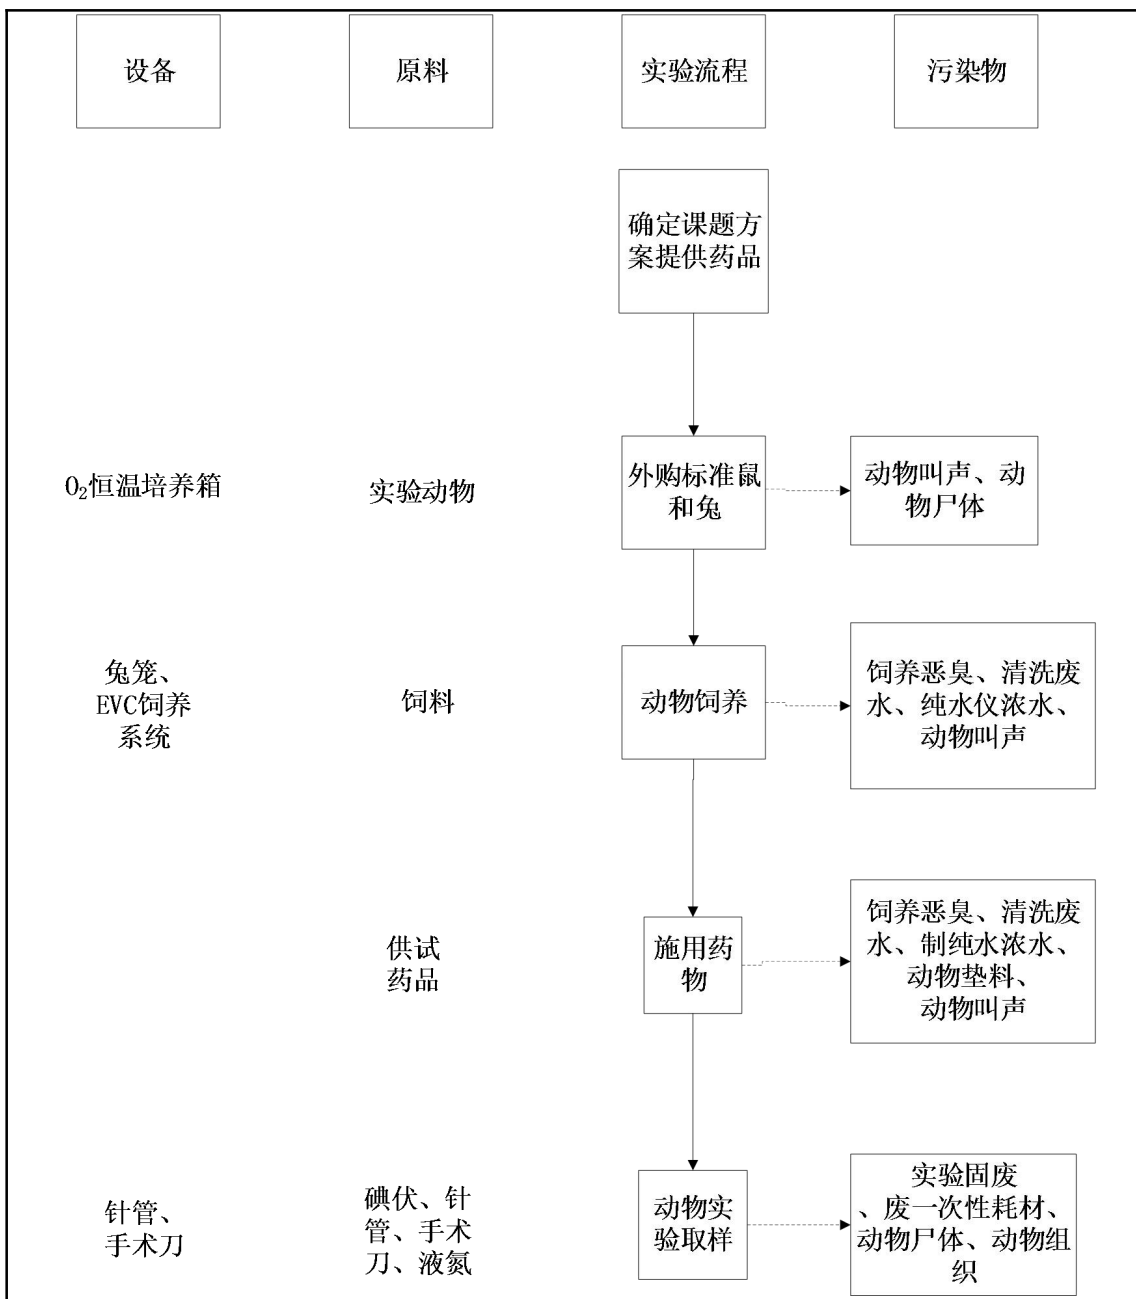 设备
原料
实验流程
污染物
确定课题方
案提供药品
O₂恒温培养箱
实验动物
外购标准鼠
和兔
动物叫声、动
物尸体
兔笼、
EVC饲养
系统
饲料
动物饲养
饲养恶臭、清洗废
水、纯水仪浓水、
动物叫声
供试
药品
施用药
物
饲养恶臭、清洗废
水、制纯水浓水、
动物垫料、
动物叫声
针管、
手术刀
碘伏、针
管、手术
刀、液氮
动物实
验取样
实验固废
、废一次性耗材、
动物尸体、动物组
织